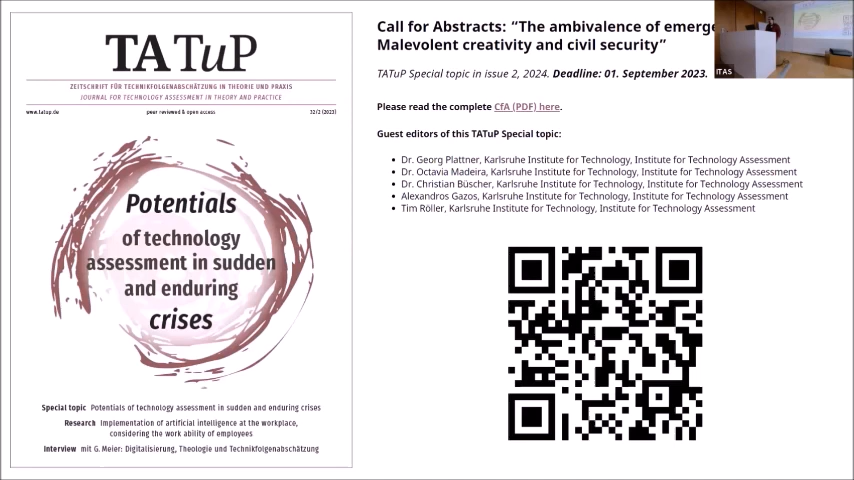 TATuP
ZEITSCHRIFT FÜR TECHNIKFOLGENABSCHÄTZUNG IN THEORIE UND PRAXIS
JOURNAL FOR TECHNOLOGY ASSESSMENT IN THEORY AND PRACTICE
www.tatup.de peer reviewed & open access 32/2 (2023)
Potentials
of technology
assessment in sudden
and enduring
crises
Special topic Potentials of technology assessment in sudden and enduring crises
Research Implementation of artificial intelligence at the workplace,
considering the work ability of employees
Interview mit G. Meier: Digitalisierung, Theologie und Technikfolgenabschätzung
Call for Abstracts: “The ambivalence of emerge
Malevolent creativity and civil security”
TATuP Special topic in issue 2, 2024. Deadline: 01. September 2023.
Please read the complete CfA (PDF) here.
Guest editors of this TATuP Special topic:
• Dr. Georg Plattner, Karlsruhe Institute for Technology, Institute for Technology Assessment
• Dr. Octavia Madeira, Karlsruhe Institute for Technology, Institute for Technology Assessment
• Dr. Christian Büscher, Karlsruhe Institute for Technology, Institute for Technology Assessment
• Alexandros Gazos, Karlsruhe Institute for Technology, Institute for Technology Assessment
• Tim Röller, Karlsruhe Institute for Technology, Institute for Technology Assessment
ITAS